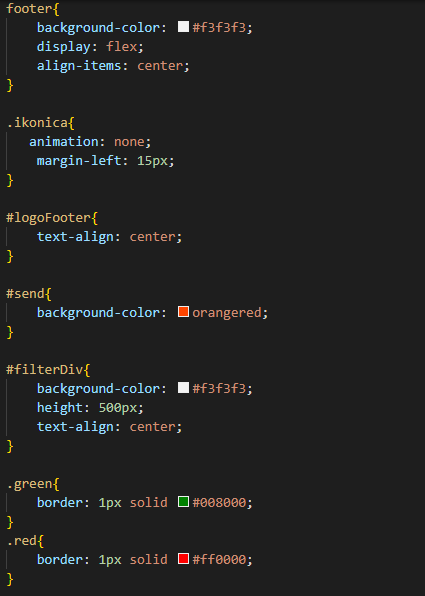 footer{
    background-color: #f3f3f3;
    display: flex;
    align-items: center;
}

.ikonica{
   animation: none;
    margin-left: 15px;
}

#logoFooter{
    text-align: center;
}

#send{
    background-color: orangered;
}

#filterDiv{
    background-color: #f3f3f3;
    height: 500px;
    text-align: center;
}

.green{
    border: 1px solid #008000;
}
.red{
    border: 1px solid #ff0000;
}